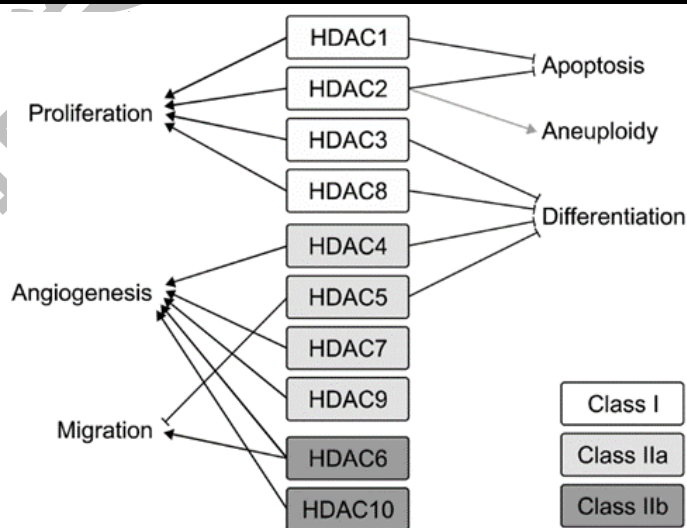 HDAC1
HDAC2
HDAC3
HDAC8
HDAC4
HDAC5
HDAC7
HDAC9
HDAC6
HDAC10
Proliferation
Angiogenesis
Migration
Apoptosis
Aneuploidy
Differentiation
Class I
Class IIa
Class IIb